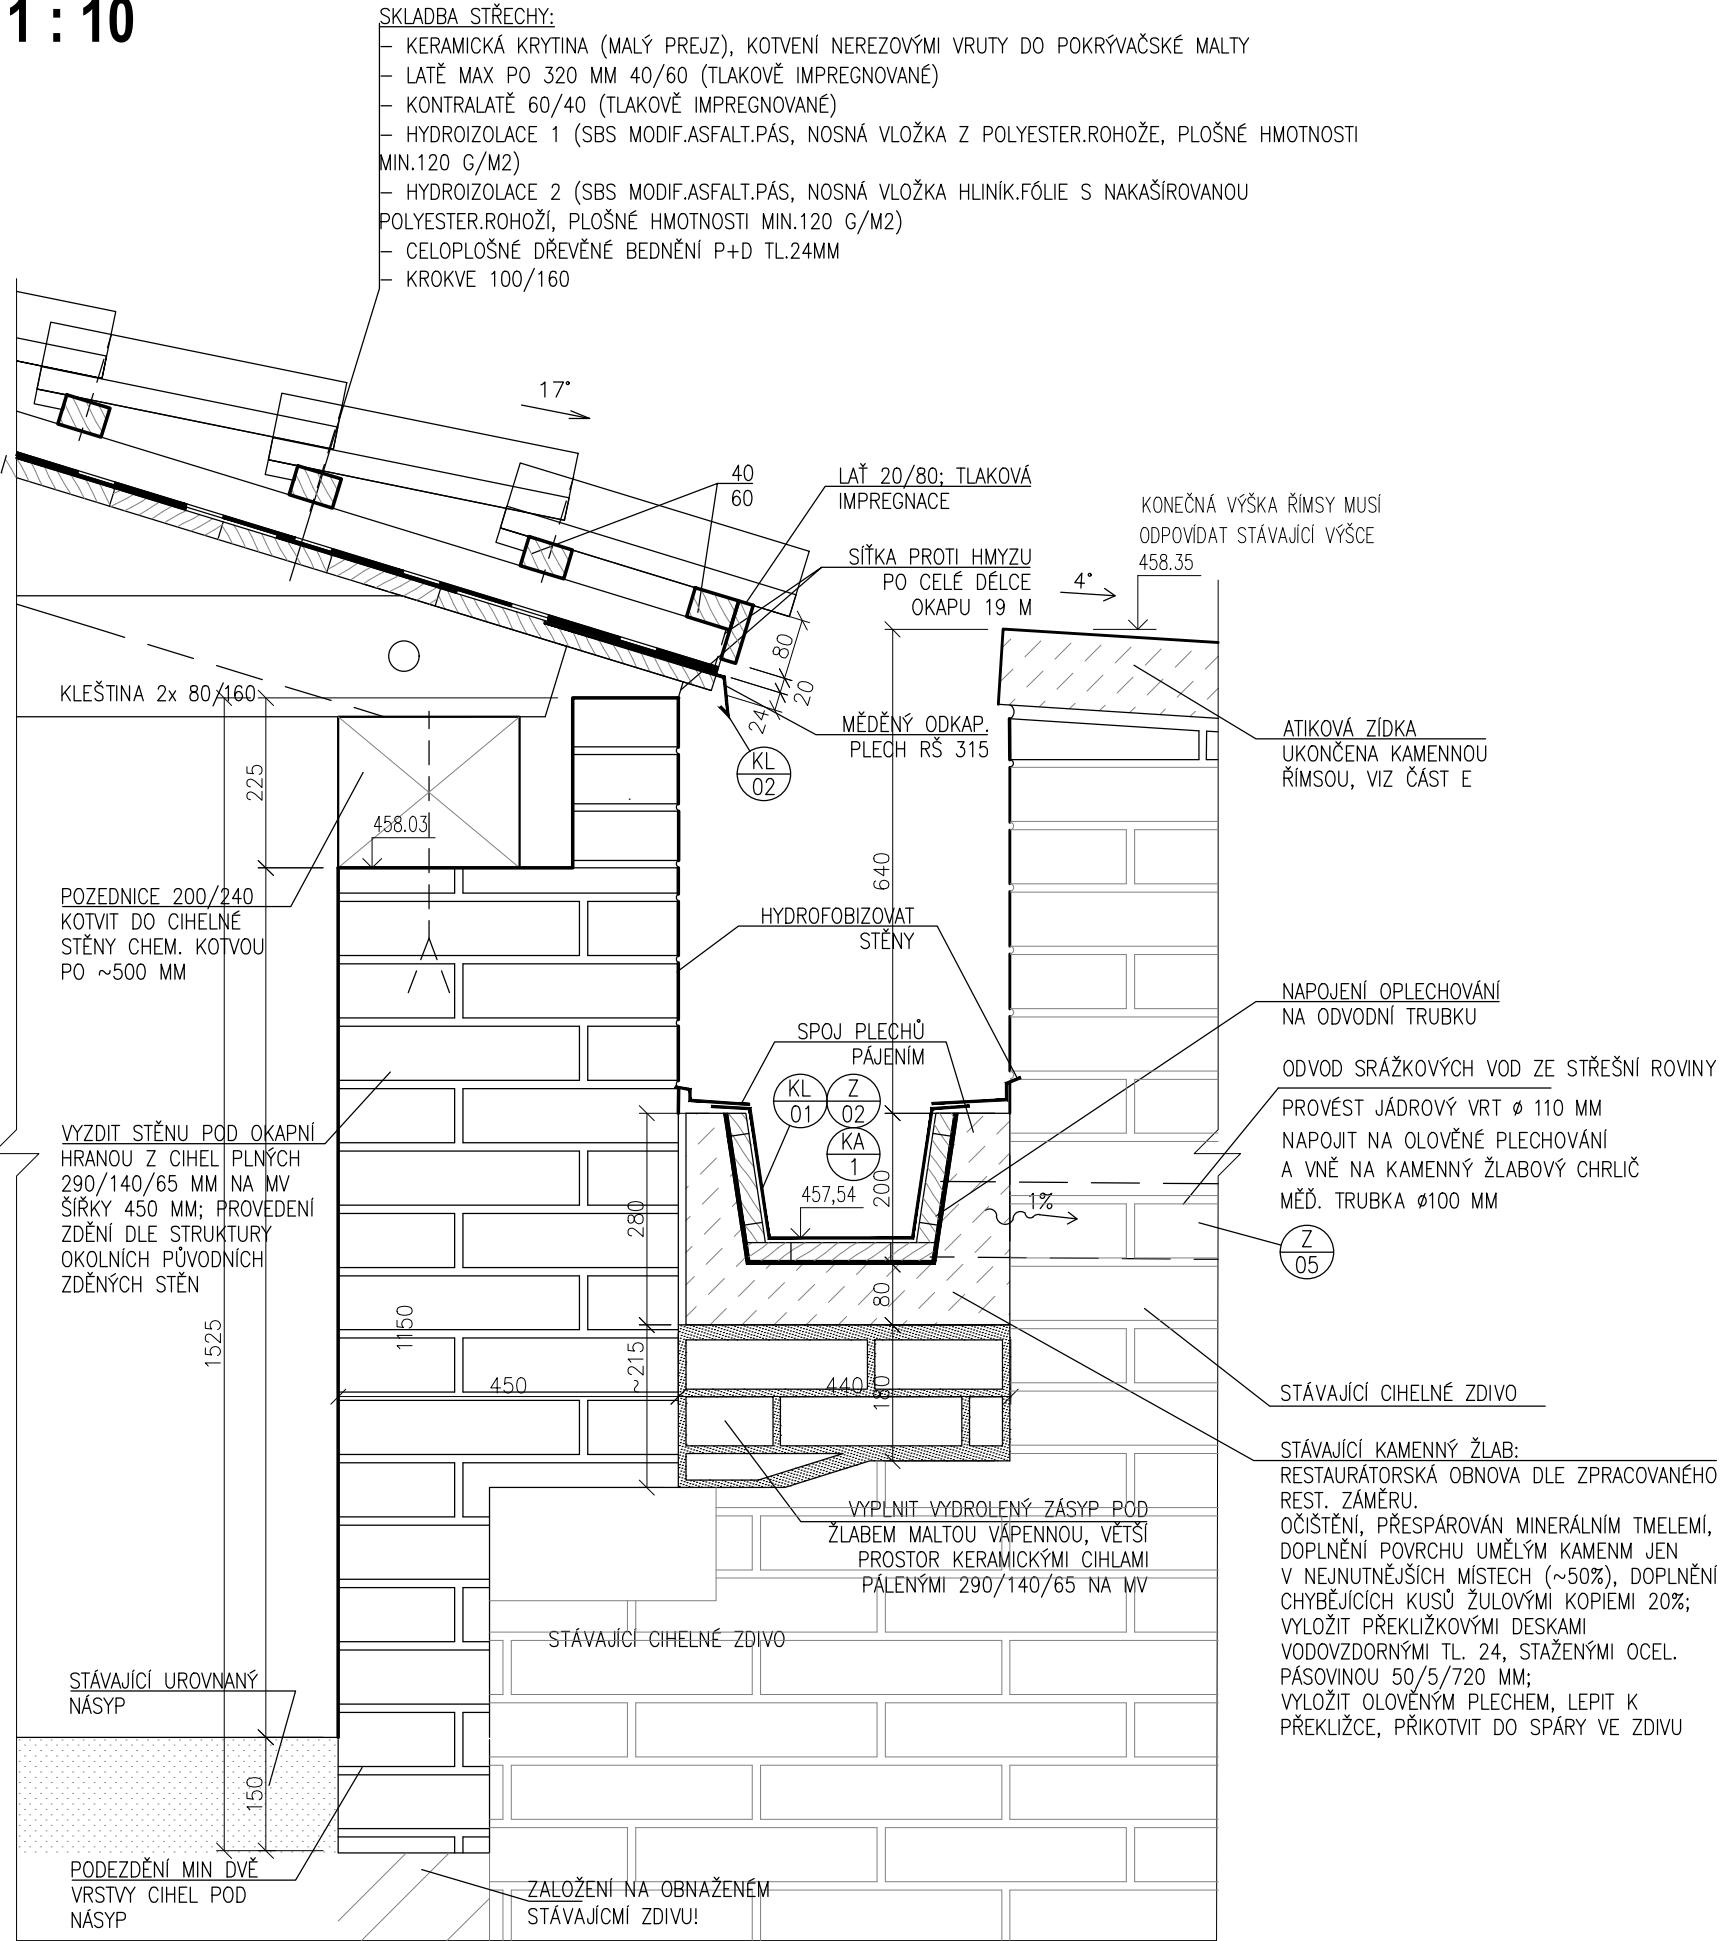 1 : 10
SKLADBA STŘECHY:
– KERAMICKÁ KRYTINA (MALÝ PREJZ), KOTVENÍ NEREZOVÝMI VRUTY DO POKRÝVAČSKÉ MALTY
– LATĚ MAX PO 320 MM 40/60 (TLAKOVĚ IMPREGNOVANÉ)
– KONTRALATĚ 60/40 (TLAKOVĚ IMPREGNOVANÉ)
– HYDROIZOLACE 1 (SBS MODIF.ASFALT.PÁS, NOSNÁ VLOŽKA Z POLYESTER.ROHOŽE, PLOŠNÉ HMOTNOSTI
MIN.120 G/M2)
– HYDROIZOLACE 2 (SBS MODIF.ASFALT.PÁS, NOSNÁ VLOŽKA HLINÍK.FÓLIE S NAKAŠÍROVANOU
POLYESTER.ROHOŽÍ, PLOŠNÉ HMOTNOSTI MIN.120 G/M2)
– CELOPLOŠNÉ DŘEVĚNÉ BEDNĚNÍ P+D TL.24MM
– KROKVE 100/160
17°
40
60
LAŤ 20/80; TLAKOVÁ
IMPREGNACE
SÍŤKA PROTI HMYZU
PO CELÉ DÉLCE
OKAPU 19 M
KONEČNÁ VÝŠKA ŘÍMSY MUSÍ
ODPOVÍDAT STÁVAJÍCÍ VÝŠCE
458.35
4°
80
20
24
KLEŠTINA 2x 80/160
MĚDĚNÝ ODKAP.
PLECH RŠ 315
KL
02
ATIKOVÁ ZÍDKA
UKONČENA KAMENNOU
ŘÍMSOU, VIZ ČÁST E
225
458.03
640
POZEDNICE 200/240
KOTVIT DO CIHELNÉ
STĚNY CHEM. KOTVOU
PO ~500 MM
HYDROFOBIZOVAT
STĚNY
NAPOJENÍ OPLECHOVÁNÍ
NA ODVODNÍ TRUBKU
SPOJ PLECHŮ
PÁJENÍM
ODVOD SRÁŽKOVÝCH VOD ZE STŘEŠNÍ ROVINY
PROVÉST JÁDROVÝ VRT ø 110 MM
NAPOJIT NA OLOVĚNÉ PLECHOVÁNÍ
A VNĚ NA KAMENNÝ ŽLABOVÝ CHRLIČ
MĚĎ. TRUBKA ø100 MM
KL
01
Z
02
KA
1
457,54
200
280
1%
Z
05
VYZDIT STĚNU POD OKAPNÍ
HRANOU Z CIHEL PLNÝCH
290/140/65 MM NA MV
ŠÍŘKY 450 MM; PROVEDENÍ
ZDĚNÍ DLE STRUKTURY
OKOLNÍCH PŮVODNÍCH
ZDĚNÝCH STĚN
80
1525
1150
~215
450
440
180
STÁVAJÍCÍ CIHELNÉ ZDIVO
STÁVAJÍCÍ KAMENNÝ ŽLAB:
RESTAURÁTORSKÁ OBNOVA DLE ZPRACOVANÉHO
REST. ZÁMĚRU.
OČIŠTĚNÍ, PŘESPÁROVÁN MINERÁLNÍM TMELEMÍ,
DOPLNĚNÍ POVRCHU UMĚLÝM KAMENM JEN
V NEJNUTNĚJŠÍCH MÍSTECH (~50%), DOPLNĚNÍ
CHYBĚJÍCÍCH KUSŮ ŽULOVÝMI KOPIEMI 20%;
VYLOŽIT PŘEKLIŽKOVÝMI DESKAMI
VODOVZDORNÝMI TL. 24, STAŽENÝMI OCEL.
PÁSOVINOU 50/5/720 MM;
VYLOŽIT OLOVĚNÝM PLECHEM, LEPIT K
PŘEKLIŽCE, PŘIKOTVIT DO SPÁRY VE ZDIVU
VYPLNIT VYDROLENÝ ZÁSYP POD
ŽLABEM MALTOU VÁPENNOU, VĚTŠÍ
PROSTOR KERAMICKÝMI CIHLAMI
PÁLENÝMI 290/140/65 NA MV
STÁVAJÍCÍ CIHELNÉ ZDIVO
STÁVAJÍCÍ UROVNANÝ
NÁSYP
150
PODEZDĚNÍ MIN DVĚ
VRSTVY CIHEL POD
NÁSYP
ZALOŽENÍ NA OBNAŽENÉM
STÁVAJÍCMÍ ZDIVU!